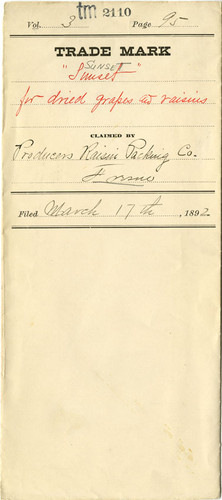 tm 2110
Vol. 3 Page 95
TRADE MARK
SUNSET
"Sunset"
for dried grapes as raisins
CLAIMED BY
Producers Raisin Packing Co.
Fresno
Filed March 17th, 1892